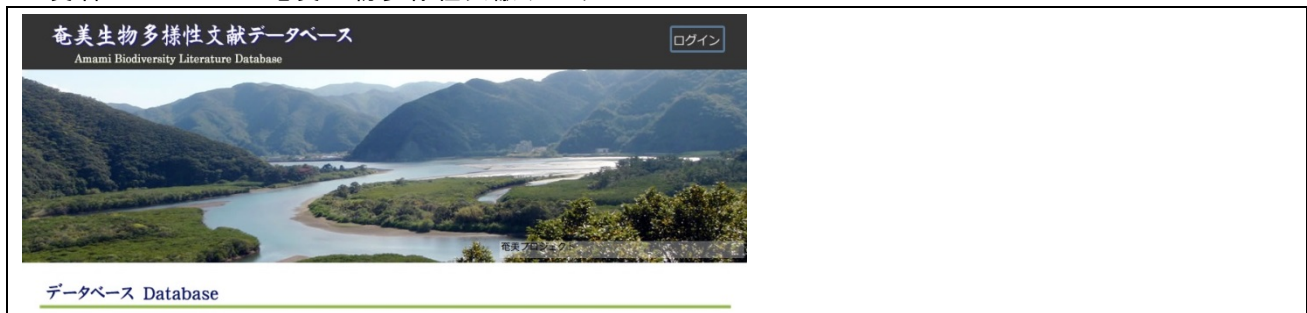 奄美生物多様性文献データベース
ログイン
Amami Biodiversity Literature Database
奄美プロジェクト
データベース Database